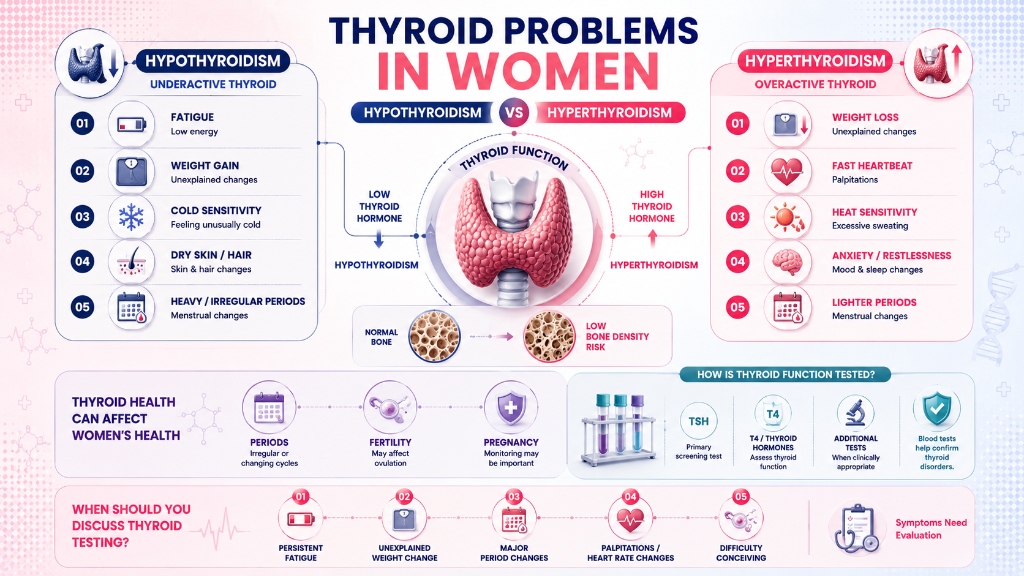 THYROID PROBLEMS
IN WOMEN
HYPOTHYROIDISM
VS
HYPERTHYROIDISM
HYPOTHYROIDISM
UNDERACTIVE THYROID
01
FATIGUE
Low energy
02
WEIGHT GAIN
Unexplained changes
03
COLD SENSITIVITY
Feeling unusually cold
04
DRY SKIN / HAIR
Skin & hair changes
05
HEAVY / IRREGULAR PERIODS
Menstrual changes
THYROID FUNCTION
LOW
THYROID
HORMONE
HYPOTHYROIDISM
HIGH
THYROID
HORMONE
HYPERTHYROIDISM
NORMAL
BONE
LOW
BONE DENSITY
RISK
HYPERTHYROIDISM
OVERACTIVE THYROID
01
WEIGHT LOSS
Unexplained changes
02
FAST HEARTBEAT
Palpitations
03
HEAT SENSITIVITY
Excessive sweating
04
ANXIETY / RESTLESSNESS
Mood & sleep changes
05
LIGHTER PERIODS
Menstrual changes
THYROID HEALTH
CAN AFFECT
WOMEN'S HEALTH
PERIODS
Irregular or
changing cycles
FERTILITY
May affect
ovulation
PREGNANCY
Monitoring may
be important
HOW IS THYROID FUNCTION TESTED?
TSH
Primary
screening test
T4
T4 / THYROID
HORMONES
Assess thyroid
function
ADDITIONAL
TESTS
When clinically
appropriate
Blood tests
help confirm
thyroid
disorders.
WHEN SHOULD YOU
DISCUSS THYROID
TESTING?
01
PERSISTENT
FATIGUE
02
UNEXPLAINED
WEIGHT CHANGE
03
MAJOR
PERIOD CHANGES
04
PALPITATIONS /
HEART RATE CHANGES
05
DIFFICULTY
CONCEIVING
Symptoms Need
Evaluation